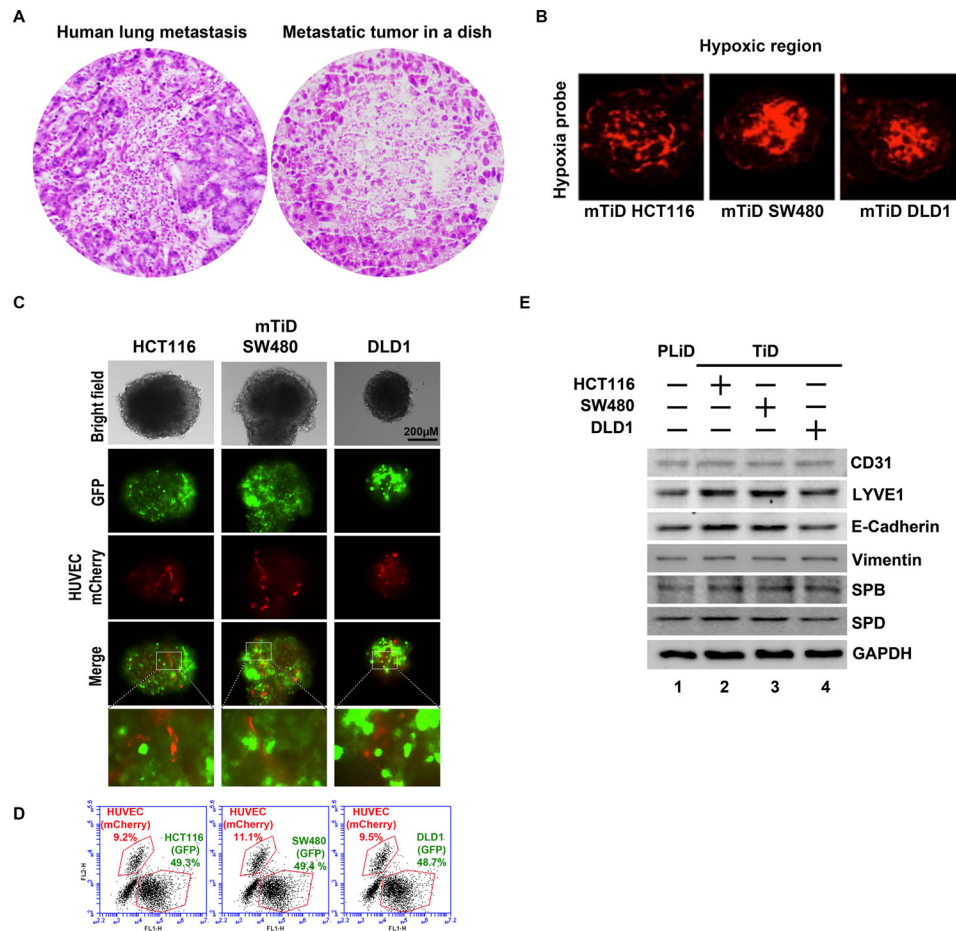 A
Human lung metastasis
Metastatic tumor in a dish
B
Hypoxic region
Hypoxia probe
mTiD HCT116
mTiD SW480
mTiD DLD1
C
mTiD
HCT116
SW480
DLD1
Bright field
200µM
GFP
HUVEC
mCherry
Merge
D
HUVEC
(mCherry)
9.2%
HCT116
(GFP)
49.3%
HUVEC
(mCherry)
11.1%
SW480
(GFP)
49.4 %
HUVEC
(mCherry)
9.5%
DLD1
(GFP)
48.7%
FL2-H
FL1-H
FL1-H
FL1-H
E
PLiD
TiD
HCT116 − + − −
SW480 − − + −
DLD1 − − − +
CD31
LYVE1
E-Cadherin
Vimentin
SPB
SPD
GAPDH
1 2 3 4